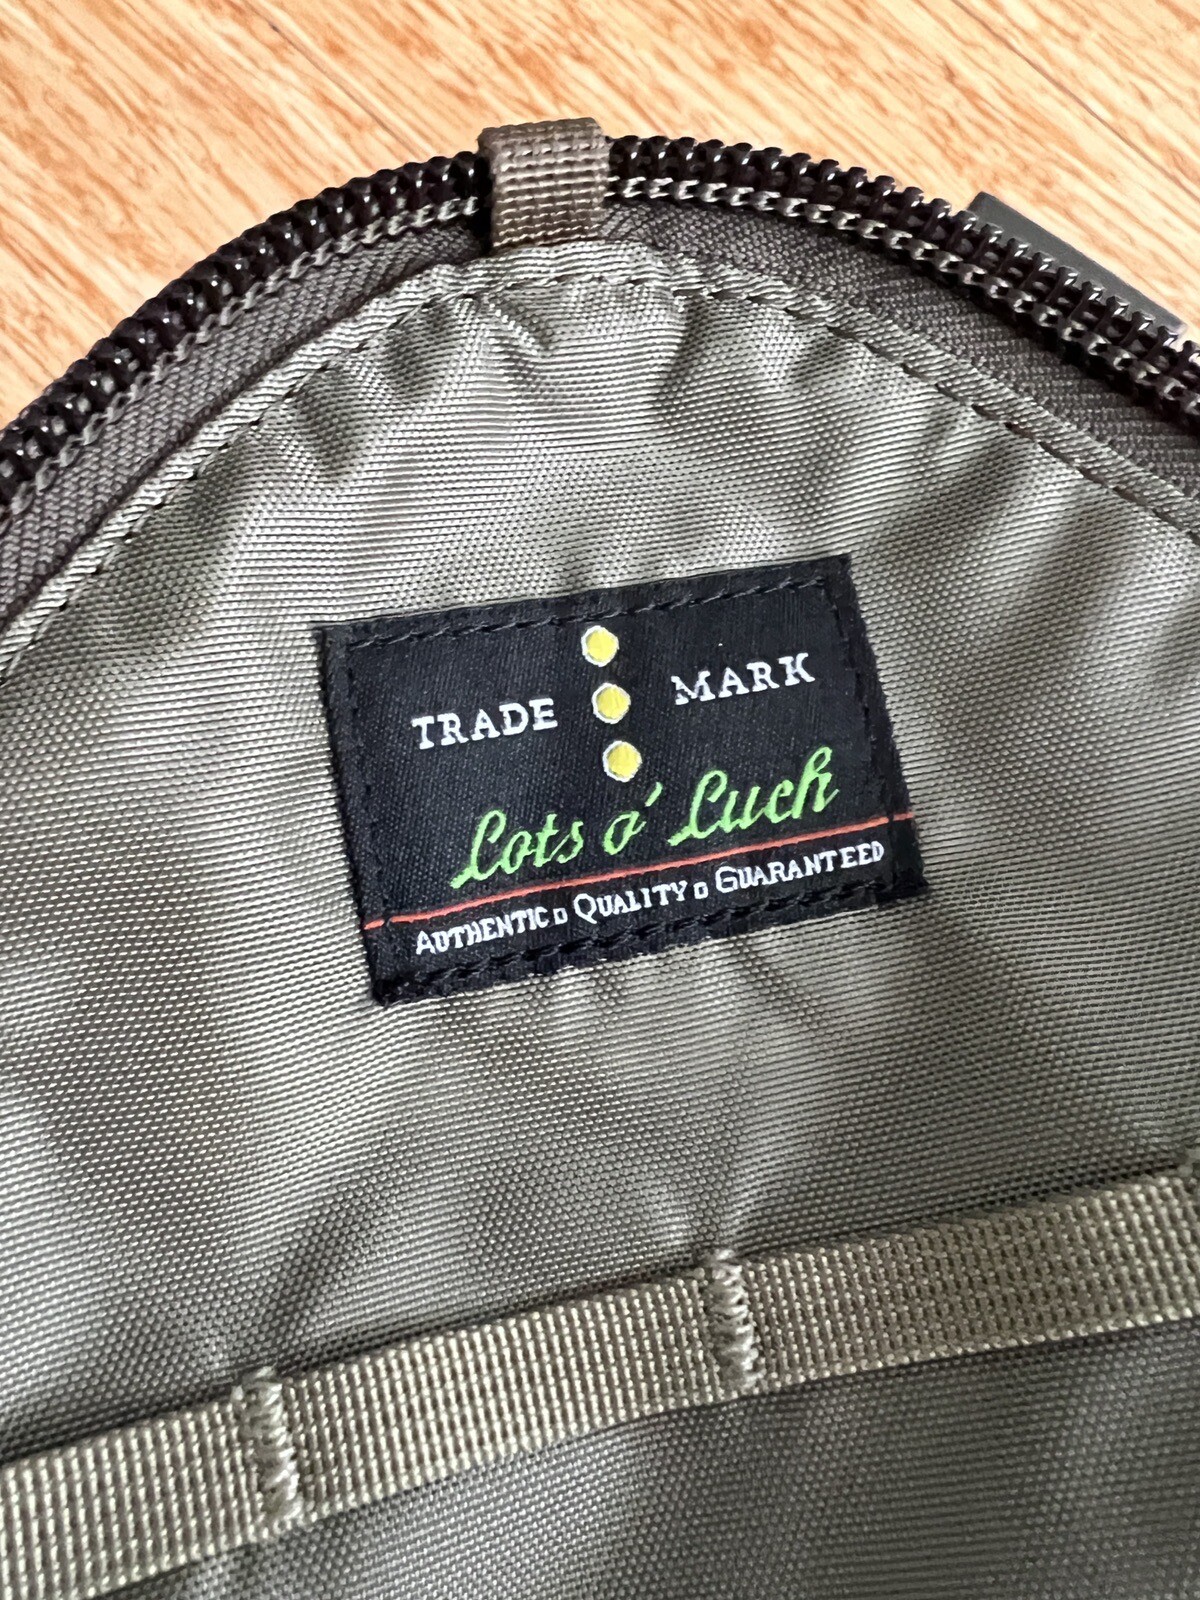 TRADE MARK
Lots o' Luck
AUTHENTIC QUALITY GUARANTEED